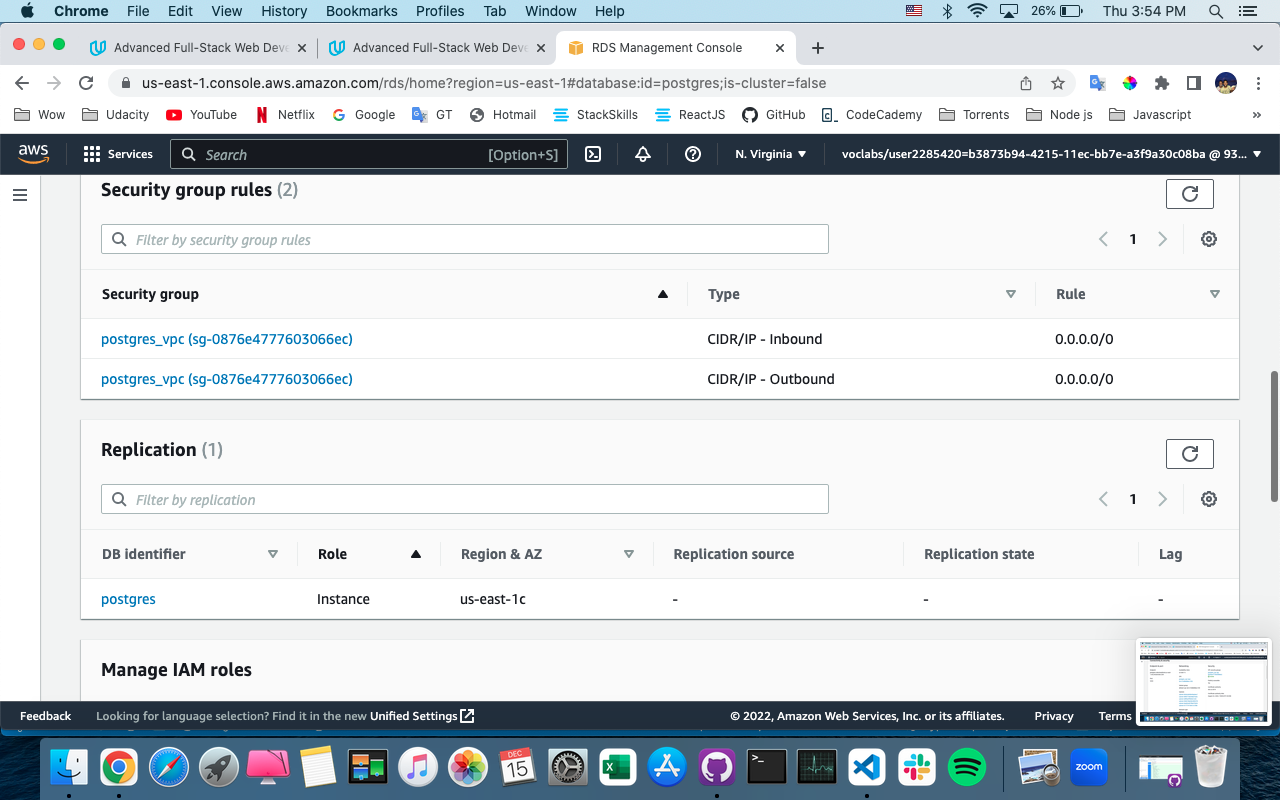 Chrome File Edit View History Bookmarks Profiles Tab Window Help 26% Thu 3:54 PM
Advanced Full-Stack Web Deve Advanced Full-Stack Web Deve RDS Management Console
us-east-1.console.aws.amazon.com/rds/home?region=us-east-1#database:id=postgres;is-cluster=false
Wow Udacity YouTube Netflix Google GT Hotmail StackSkills ReactJS GitHub CodeCademy Torrents Node js Javascript »
aws Services Search [Option+S] N. Virginia voclabs/user2285420=b3873b94-4215-11ec-bb7e-a3f9a30c08ba @ 93...
Security group rules (2)
Filter by security group rules 1
Security group Type Rule
postgres_vpc (sg-0876e4777603066ec) CIDR/IP - Inbound 0.0.0.0/0
postgres_vpc (sg-0876e4777603066ec) CIDR/IP - Outbound 0.0.0.0/0
Replication (1)
Filter by replication 1
DB identifier Role Region & AZ Replication source Replication state Lag
postgres Instance us-east-1c - - -
Manage IAM roles
Feedback Looking for language selection? Find it in the new Unified Settings © 2022, Amazon Web Services, Inc. or its affiliates. Privacy Terms
DEC
15
zoom